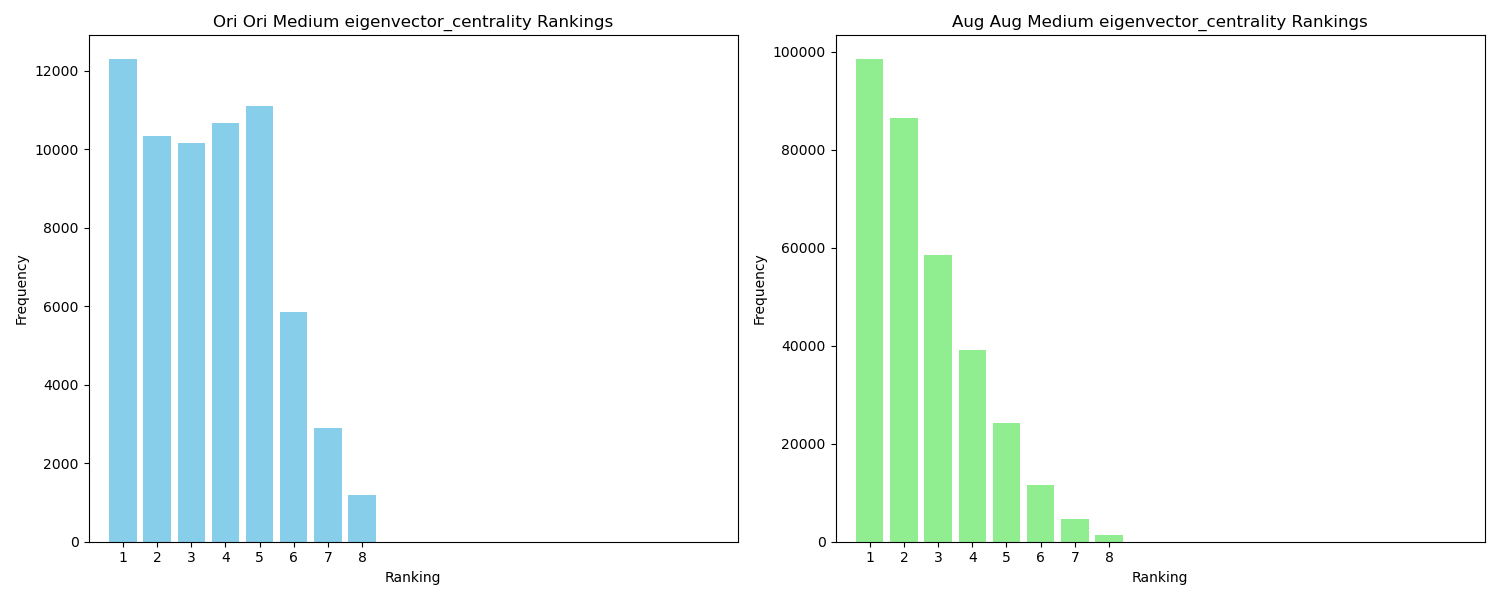 Ori Ori Medium eigenvector_centrality Rankings
12000
10000
8000
6000
4000
2000
0
Frequency
1 2 3 4 5 6 7 8
Ranking
Aug Aug Medium eigenvector_centrality Rankings
100000
80000
60000
40000
20000
0
Frequency
1 2 3 4 5 6 7 8
Ranking